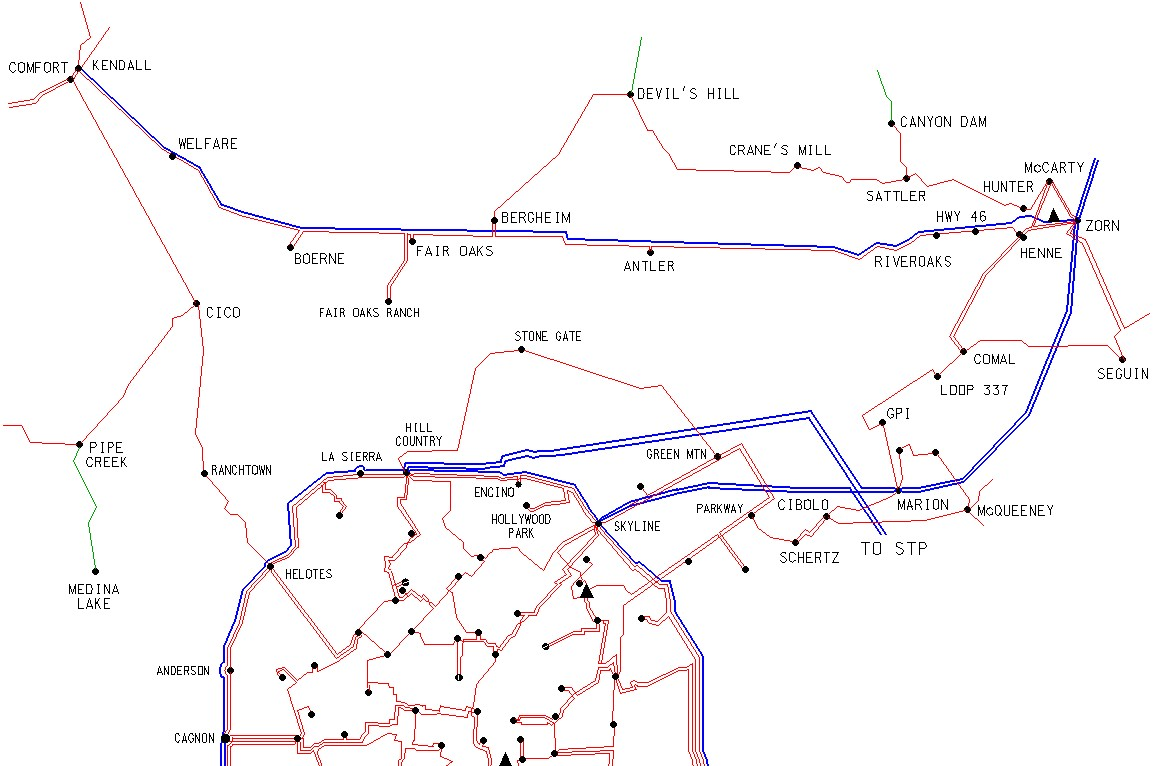 COMFORT
KENDALL
WELFARE
DEVIL'S HILL
CANYON DAM
CRANE'S MILL
McCARTY
SATTLER
HUNTER
BERGHEIM
HWY 46
ZORN
BOERNE
FAIR OAKS
ANTLER
RIVEROAKS
HENNE
CICO
FAIR OAKS RANCH
STONE GATE
COMAL
SEGUIN
LOOP 337
GPI
HILL
COUNTRY
PIPE
CREEK
LA SIERRA
GREEN MTN
RANCHTOWN
ENCINO
HOLLYWOOD
PARK
SKYLINE
PARKWAY
CIBOLO
MARION
McQUEENEY
SCHERTZ
TO STP
HELOTES
MEDINA
LAKE
ANDERSON
CAGNON